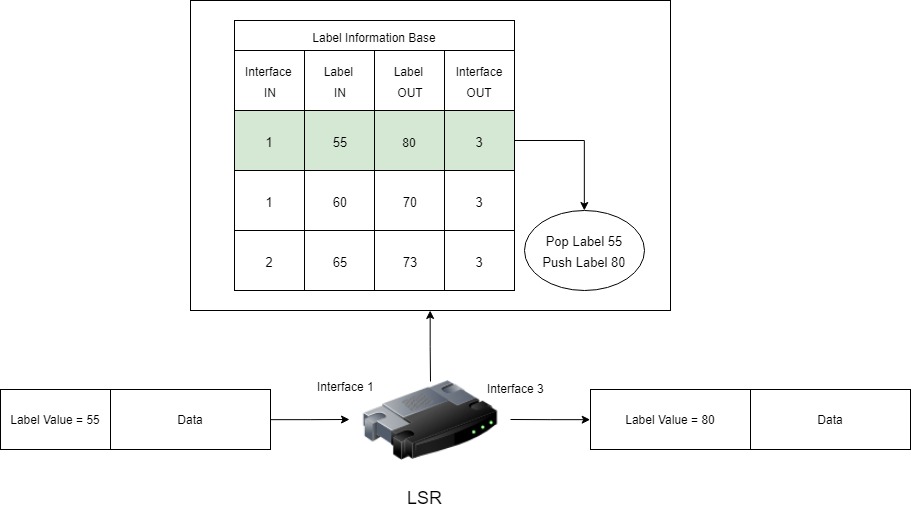 Label Information Base
Interface IN Label IN Label OUT Interface OUT
1 55 80 3
1 60 70 3
2 65 73 3
Pop Label 55
Push Label 80
Interface 1
Interface 3
Label Value = 55
Data
Label Value = 80
Data
LSR